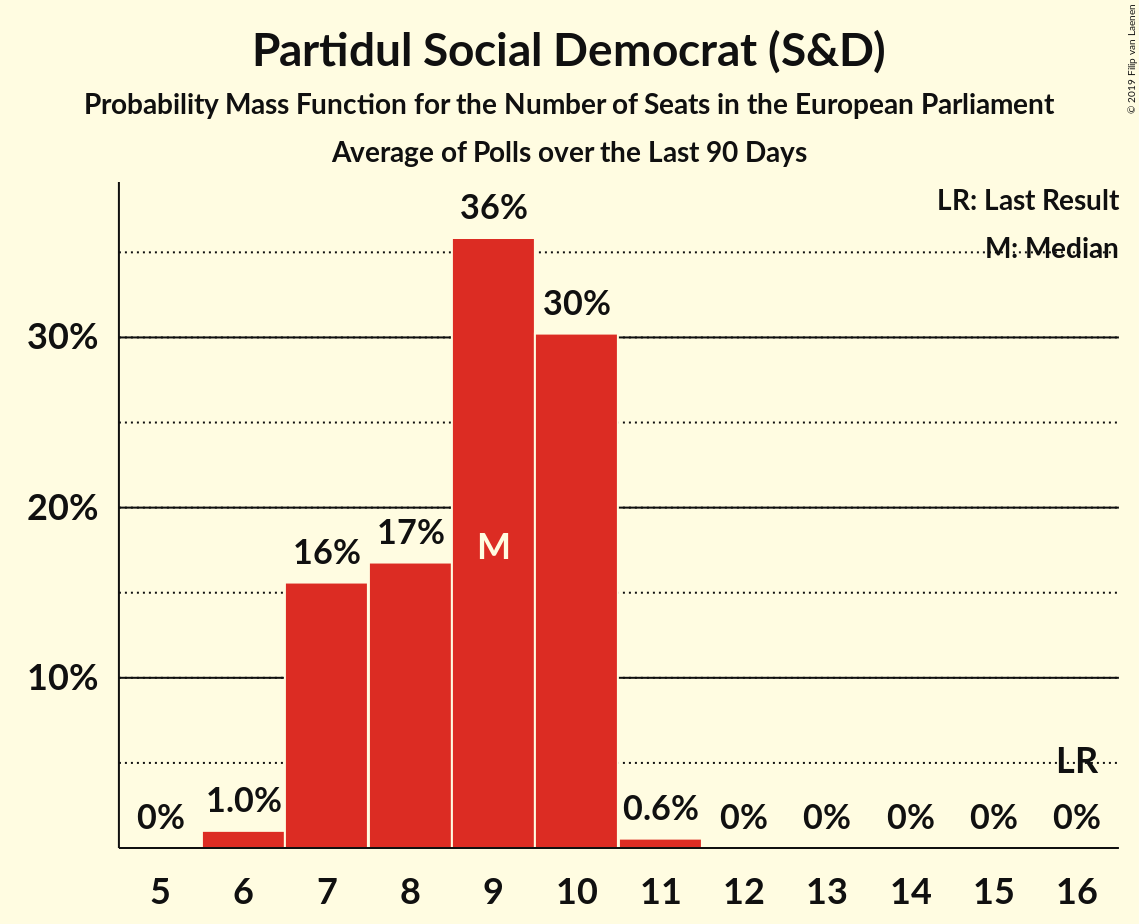 Partidul Social Democrat (S&D)
Probability Mass Function for the Number of Seats in the European Parliament
Average of Polls over the Last 90 Days
© 2019 Filip van Laenen
LR: Last Result
M: Median
36%
30%
30%
20%
17%
16%
M
10%
LR
0% 1.0% 0.6% 0% 0% 0% 0% 0%
5 6 7 8 9 10 11 12 13 14 15 16